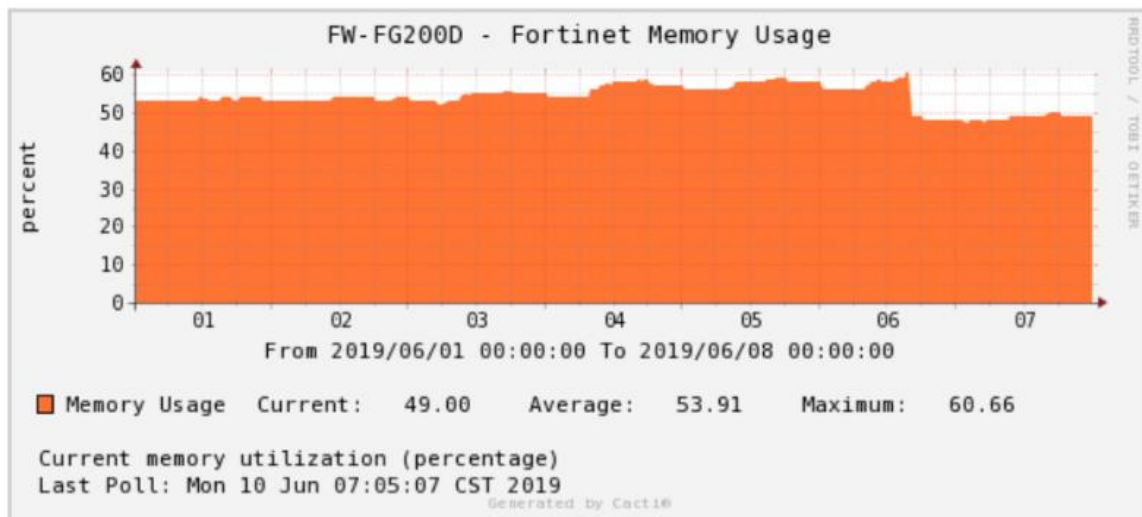 FW-FG200D - Fortinet Memory Usage
RRDTOOL / TOBI OETIKER
percent
60
50
40
30
20
10
0
01 02 03 04 05 06 07
From 2019/06/01 00:00:00 To 2019/06/08 00:00:00
Memory Usage Current: 49.00 Average: 53.91 Maximum: 60.66
Current memory utilization (percentage)
Last Poll: Mon 10 Jun 07:05:07 CST 2019
Generated by Cacti®